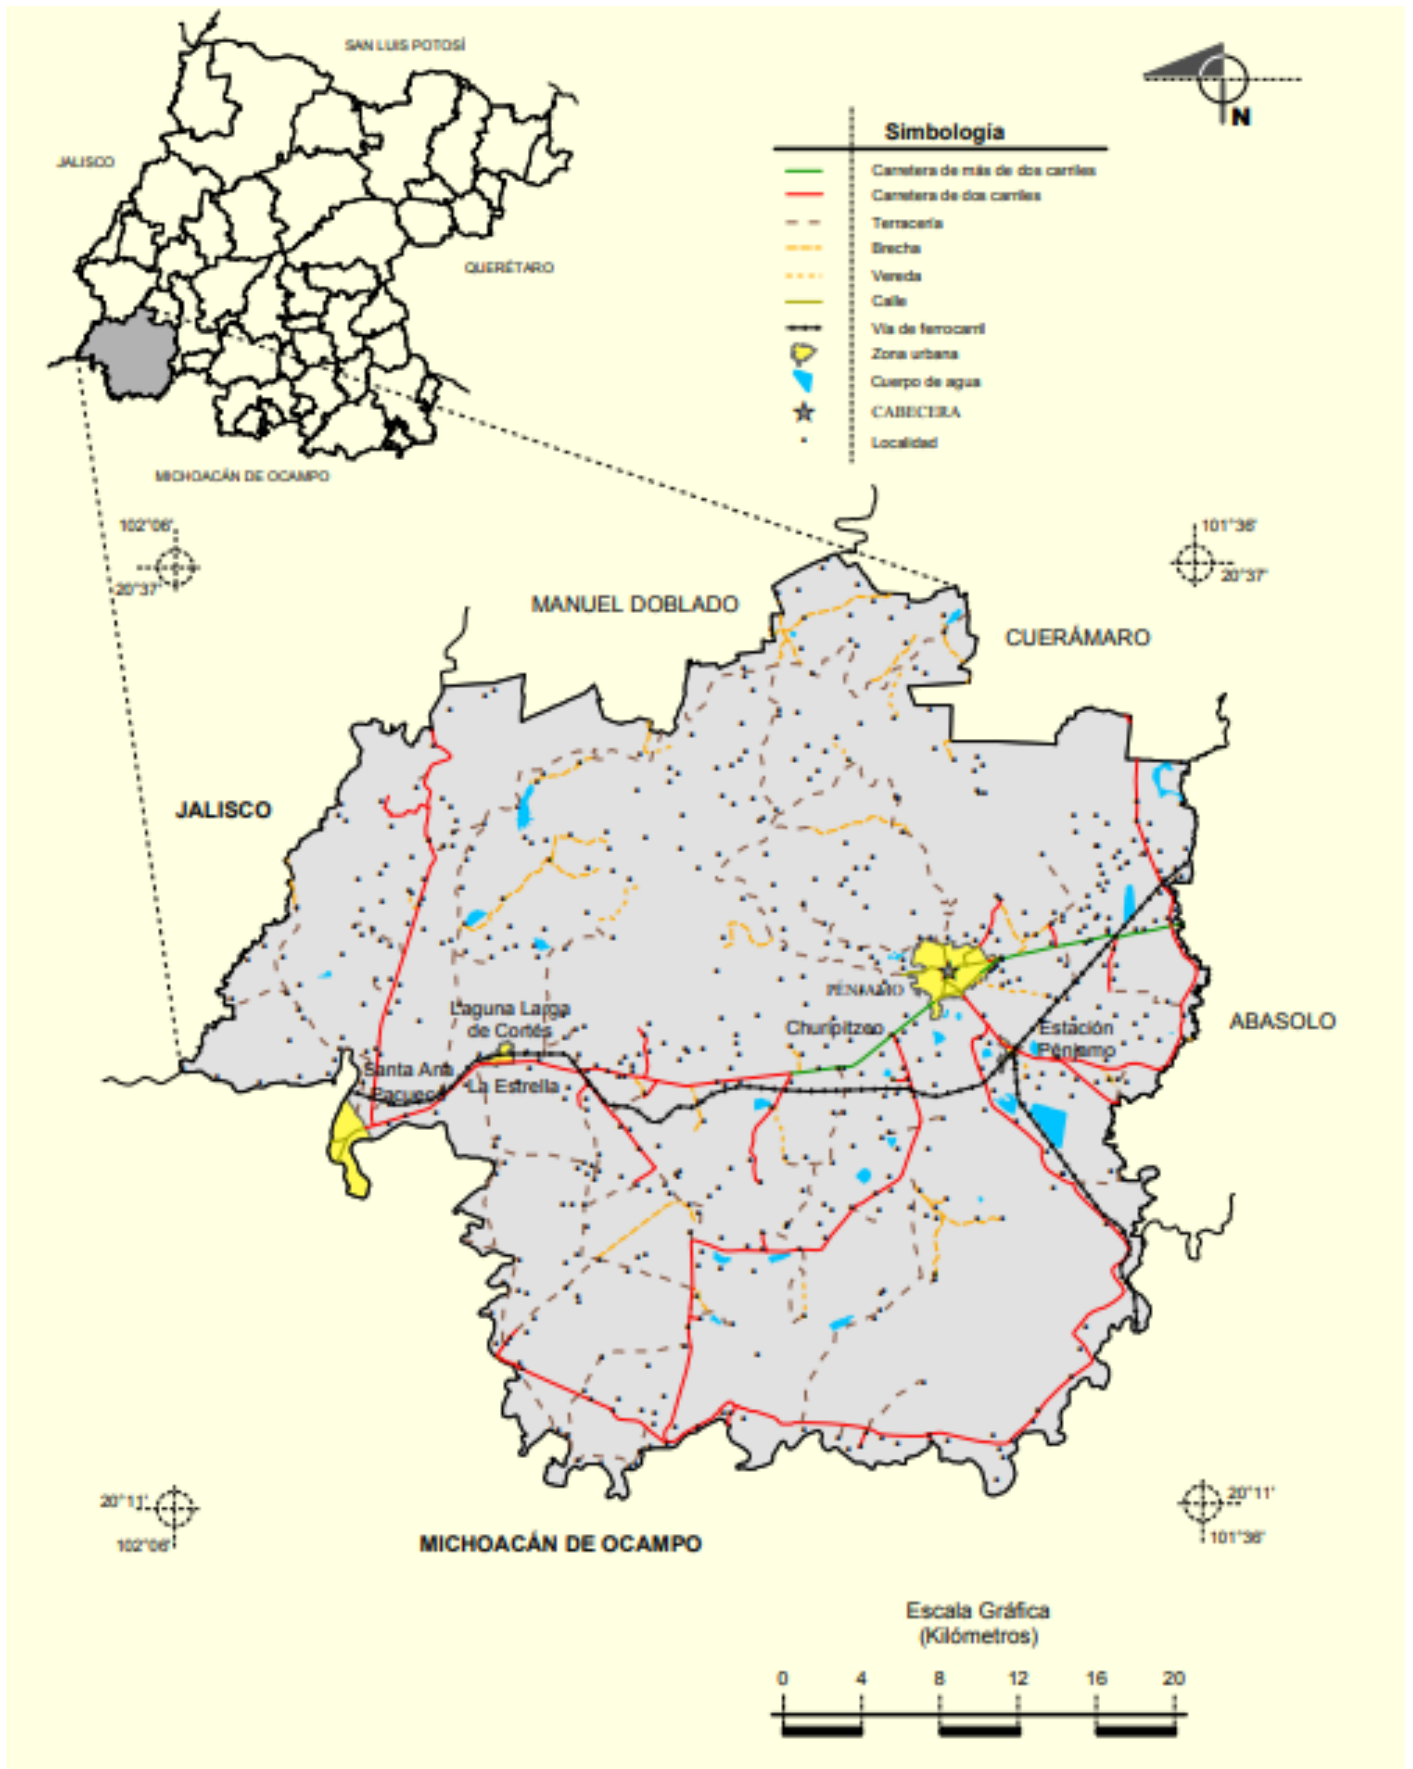 SAN LUIS POTOSÍ
JALISCO
QUERÉTARO
MICHOACÁN DE OCAMPO
N
Simbología
Carretera de más de dos carriles
Carretera de dos carriles
Terracería
Brecha
Vereda
Calle
Vía de ferrocarril
Zona urbana
Cuerpo de agua
CABECERA
Localidad
102°06'
20°37'
101°36'
20°37'
MANUEL DOBLADO
CUERÁMARO
JALISCO
PÉNJAMO
Laguna Larga
de Cortés
Churipitzeo
Estación
Pénjamo
ABASOLO
Santa Ana
Pacueco
La Estrella
20°11'
102°06'
20°11'
101°36'
MICHOACÁN DE OCAMPO
Escala Gráfica
(Kilómetros)
0 4 8 12 16 20